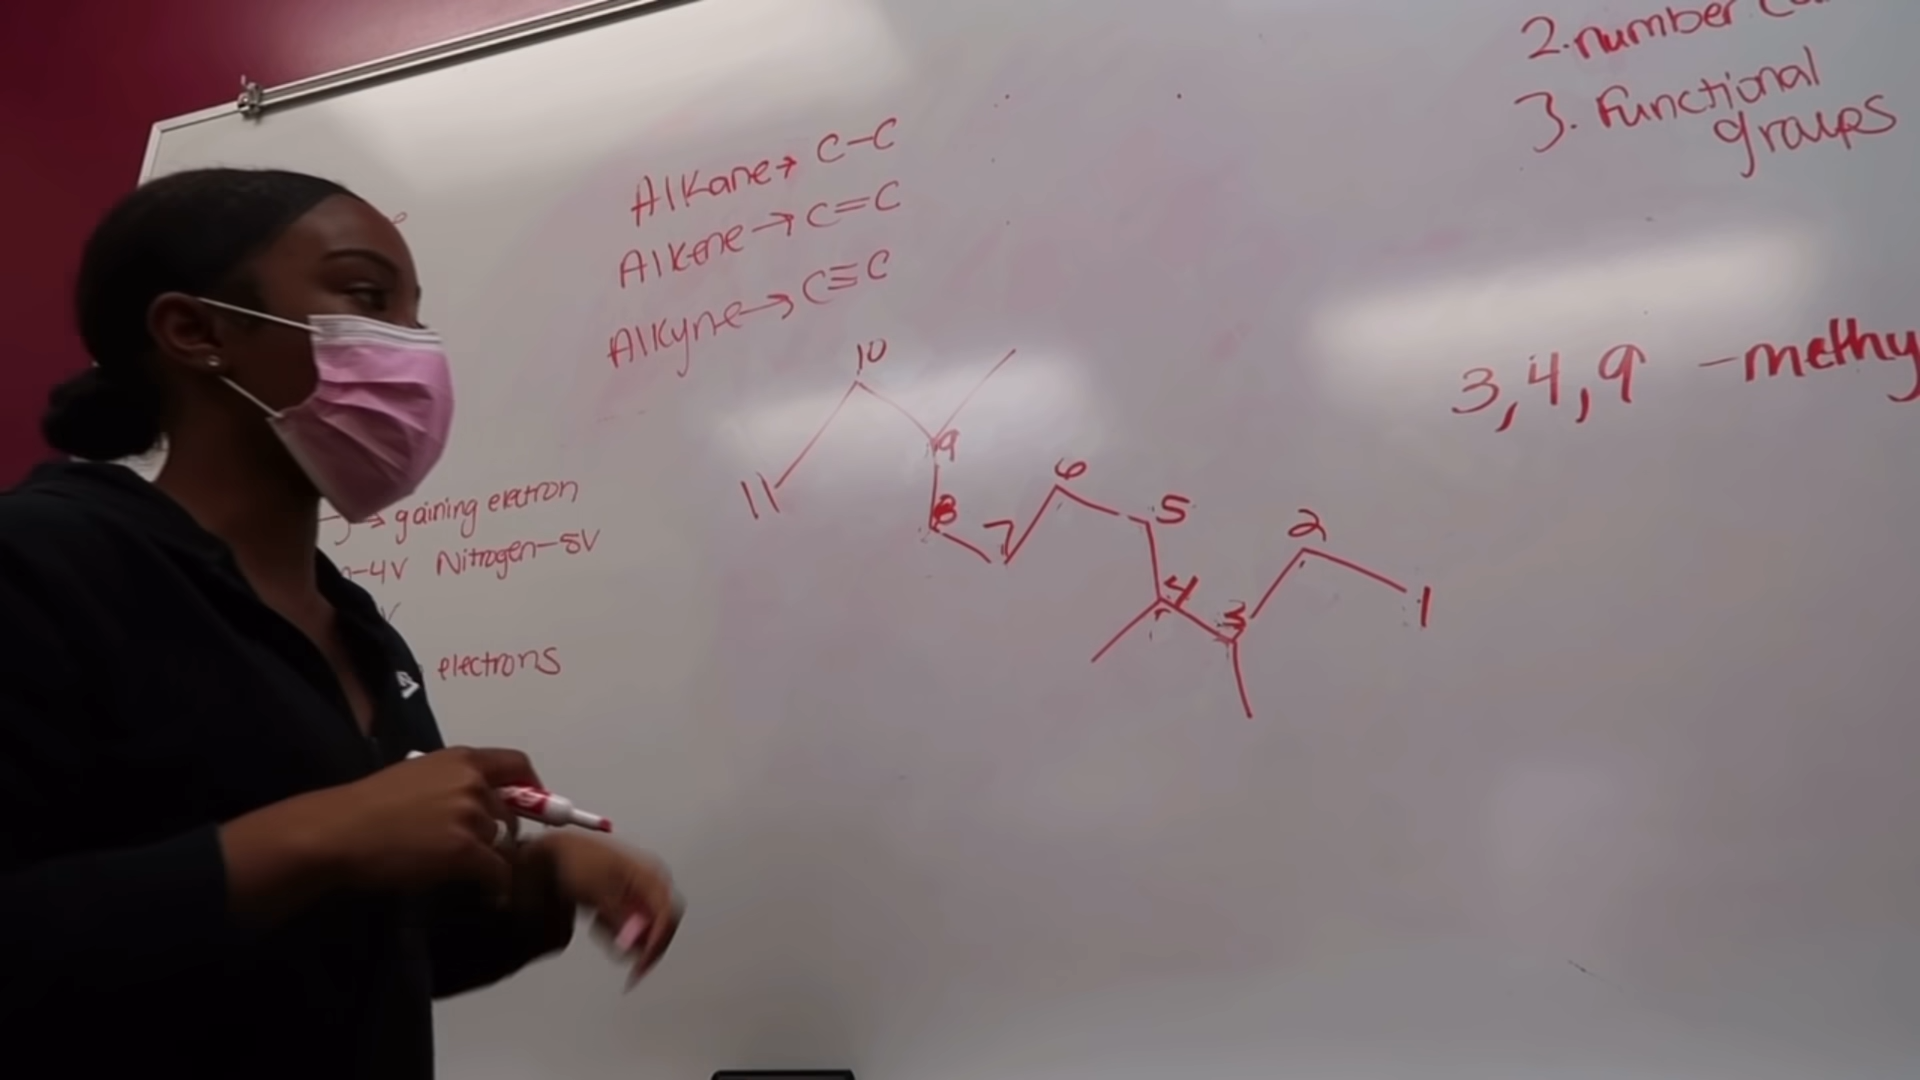 2. number
3. Functional
groups
Alkane → C-C
Alkene → C=C
Alkyne → C≡C
3,4,9 -methy
10
11
9
8
7
6
5
4
3
2
1
→ gaining electron
-4V Nitrogen-5V
V
electrons